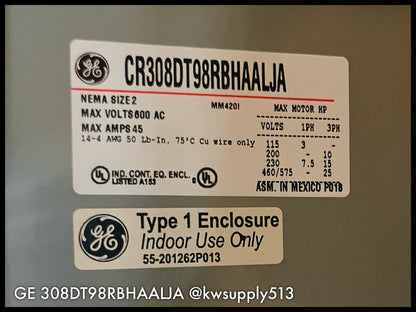 GE CR308DT98RBHAALJA
NEMA SIZE 2 MM420I
MAX VOLTS 600 AC
MAX AMPS 45
14-4 AWG 50 Lb-In, 75°C Cu wire only
MAX MOTOR HP
VOLTS 1PH 3PH
115 3 -
200 - 10
230 7.5 15
460/575 - 25
UL IND. CONT. EQ. ENCL. UL
LISTED A153
ASM. IN MEXICO P018
GE Type 1 Enclosure
Indoor Use Only
55-201262P013
GE 308DT98RBHAALJA @kwsupply513